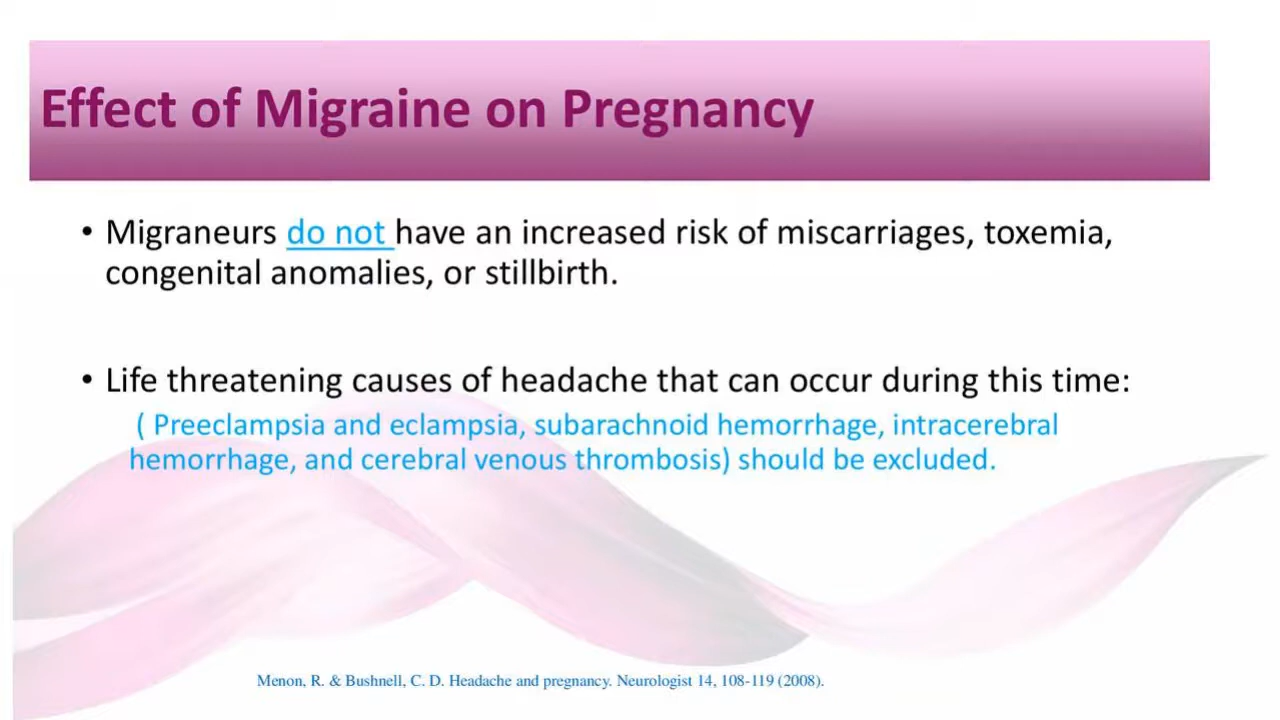 Effect of Migraine on Pregnancy
• Migraneurs do not have an increased risk of miscarriages, toxemia,
congenital anomalies, or stillbirth.
• Life threatening causes of headache that can occur during this time:
( Preeclampsia and eclampsia, subarachnoid hemorrhage, intracerebral
hemorrhage, and cerebral venous thrombosis) should be excluded.
Menon, R. & Bushnell, C. D. Headache and pregnancy. Neurologist 14, 108-119 (2008).